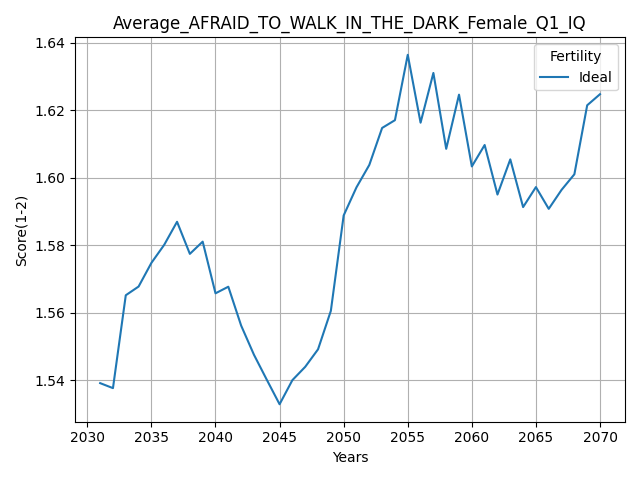 Average_AFRAID_TO_WALK_IN_THE_DARK_Female_Q1_IQ
Fertility
Ideal
Score(1-2)
1.64
1.62
1.60
1.58
1.56
1.54
2030 2035 2040 2045 2050 2055 2060 2065 2070
Years